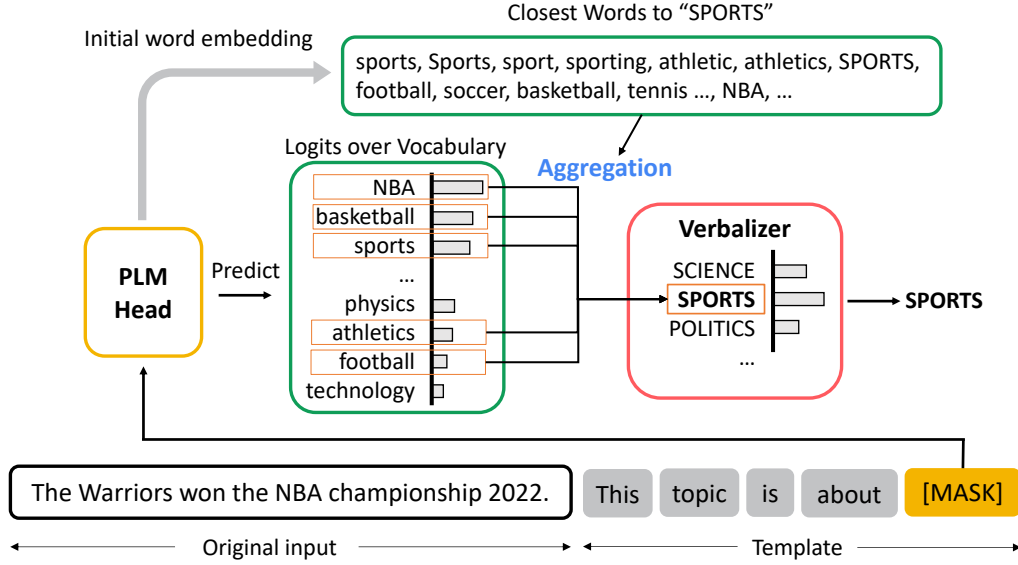 Closest Words to “SPORTS”
Initial word embedding
sports, Sports, sport, sporting, athletic, athletics, SPORTS,
football, soccer, basketball, tennis ..., NBA, ...
Logits over Vocabulary
Aggregation
NBA
basketball
sports
...
physics
athletics
football
technology
PLM
Head
Predict
Verbalizer
SCIENCE
SPORTS
POLITICS
...
SPORTS
The Warriors won the NBA championship 2022.
This topic is about [MASK]
Original input
Template